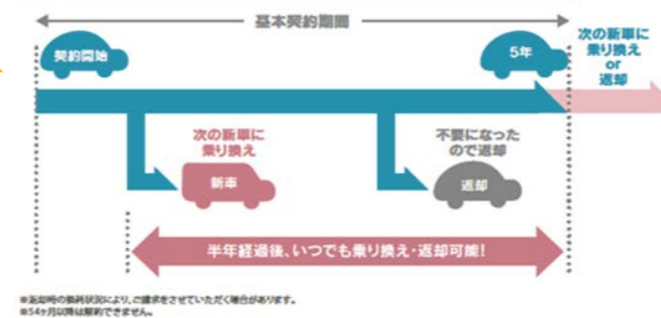 基本契約期間
契約開始
5年
次の新車に
乗り換え
or
返却
次の新車に
乗り換え
新車
不要になった
ので返却
返却
半年経過後、いつでも乗り換え・返却可能!
※返却時の損耗状況により、ご請求をさせていただく場合があります。
※54ヶ月以降は解約できません。